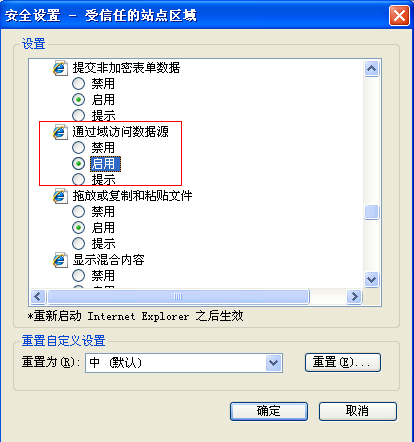 安全设置 - 受信任的站点区域
设置
提交非加密表单数据
禁用
启用
提示
通过域访问数据源
禁用
启用
提示
拖放或复制和粘贴文件
禁用
启用
提示
显示混合内容
禁用
启用
*重新启动 Internet Explorer 之后生效
重置自定义设置
重置为(R): 中 (默认) 重置(E)...
确定 取消